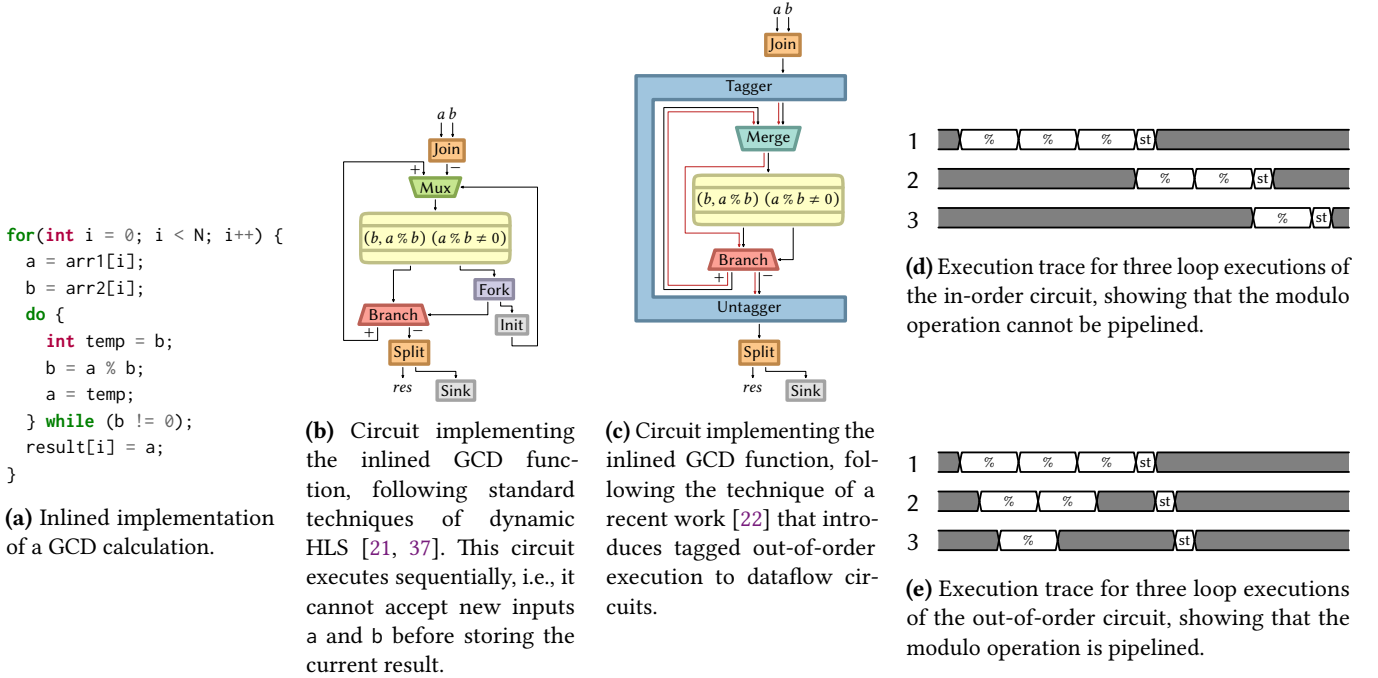 for(int i = 0; i < N; i++) {
a = arr1[i];
b = arr2[i];
do {
int temp = b;
b = a % b;
a = temp;
} while (b != 0);
result[i] = a;
}
(a) Inlined implementation
of a GCD calculation.
a b
Join
+ −
Mux
(b, a % b) (a % b ≠ 0)
Fork
Branch
Init
+ −
Split
res
Sink
(b) Circuit implementing
the inlined GCD func-
tion, following standard
techniques of dynamic
HLS [21, 37]. This circuit
executes sequentially, i.e., it
cannot accept new inputs
a and b before storing the
current result.
a b
Join
Tagger
Merge
(b, a % b) (a % b ≠ 0)
Branch
+ −
Untagger
Split
res
Sink
(c) Circuit implementing the
inlined GCD function, fol-
lowing the technique of a
recent work [22] that intro-
duces tagged out-of-order
execution to dataflow cir-
cuits.
1 % % % st
2 % % st
3 % st
(d) Execution trace for three loop executions of
the in-order circuit, showing that the modulo
operation cannot be pipelined.
1 % % % st
2 % % st
3 % st
(e) Execution trace for three loop executions
of the out-of-order circuit, showing that the
modulo operation is pipelined.